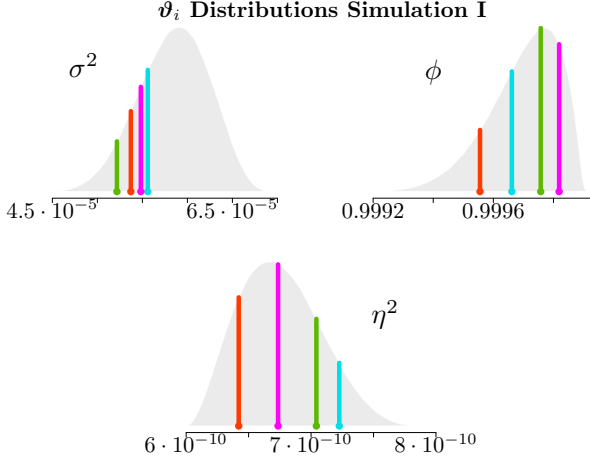 ϑᵢ Distributions Simulation I
σ²
ϕ
4.5 · 10⁻⁵ 6.5 · 10⁻⁵
0.9992 0.9996
η²
6 · 10⁻¹⁰ 7 · 10⁻¹⁰ 8 · 10⁻¹⁰